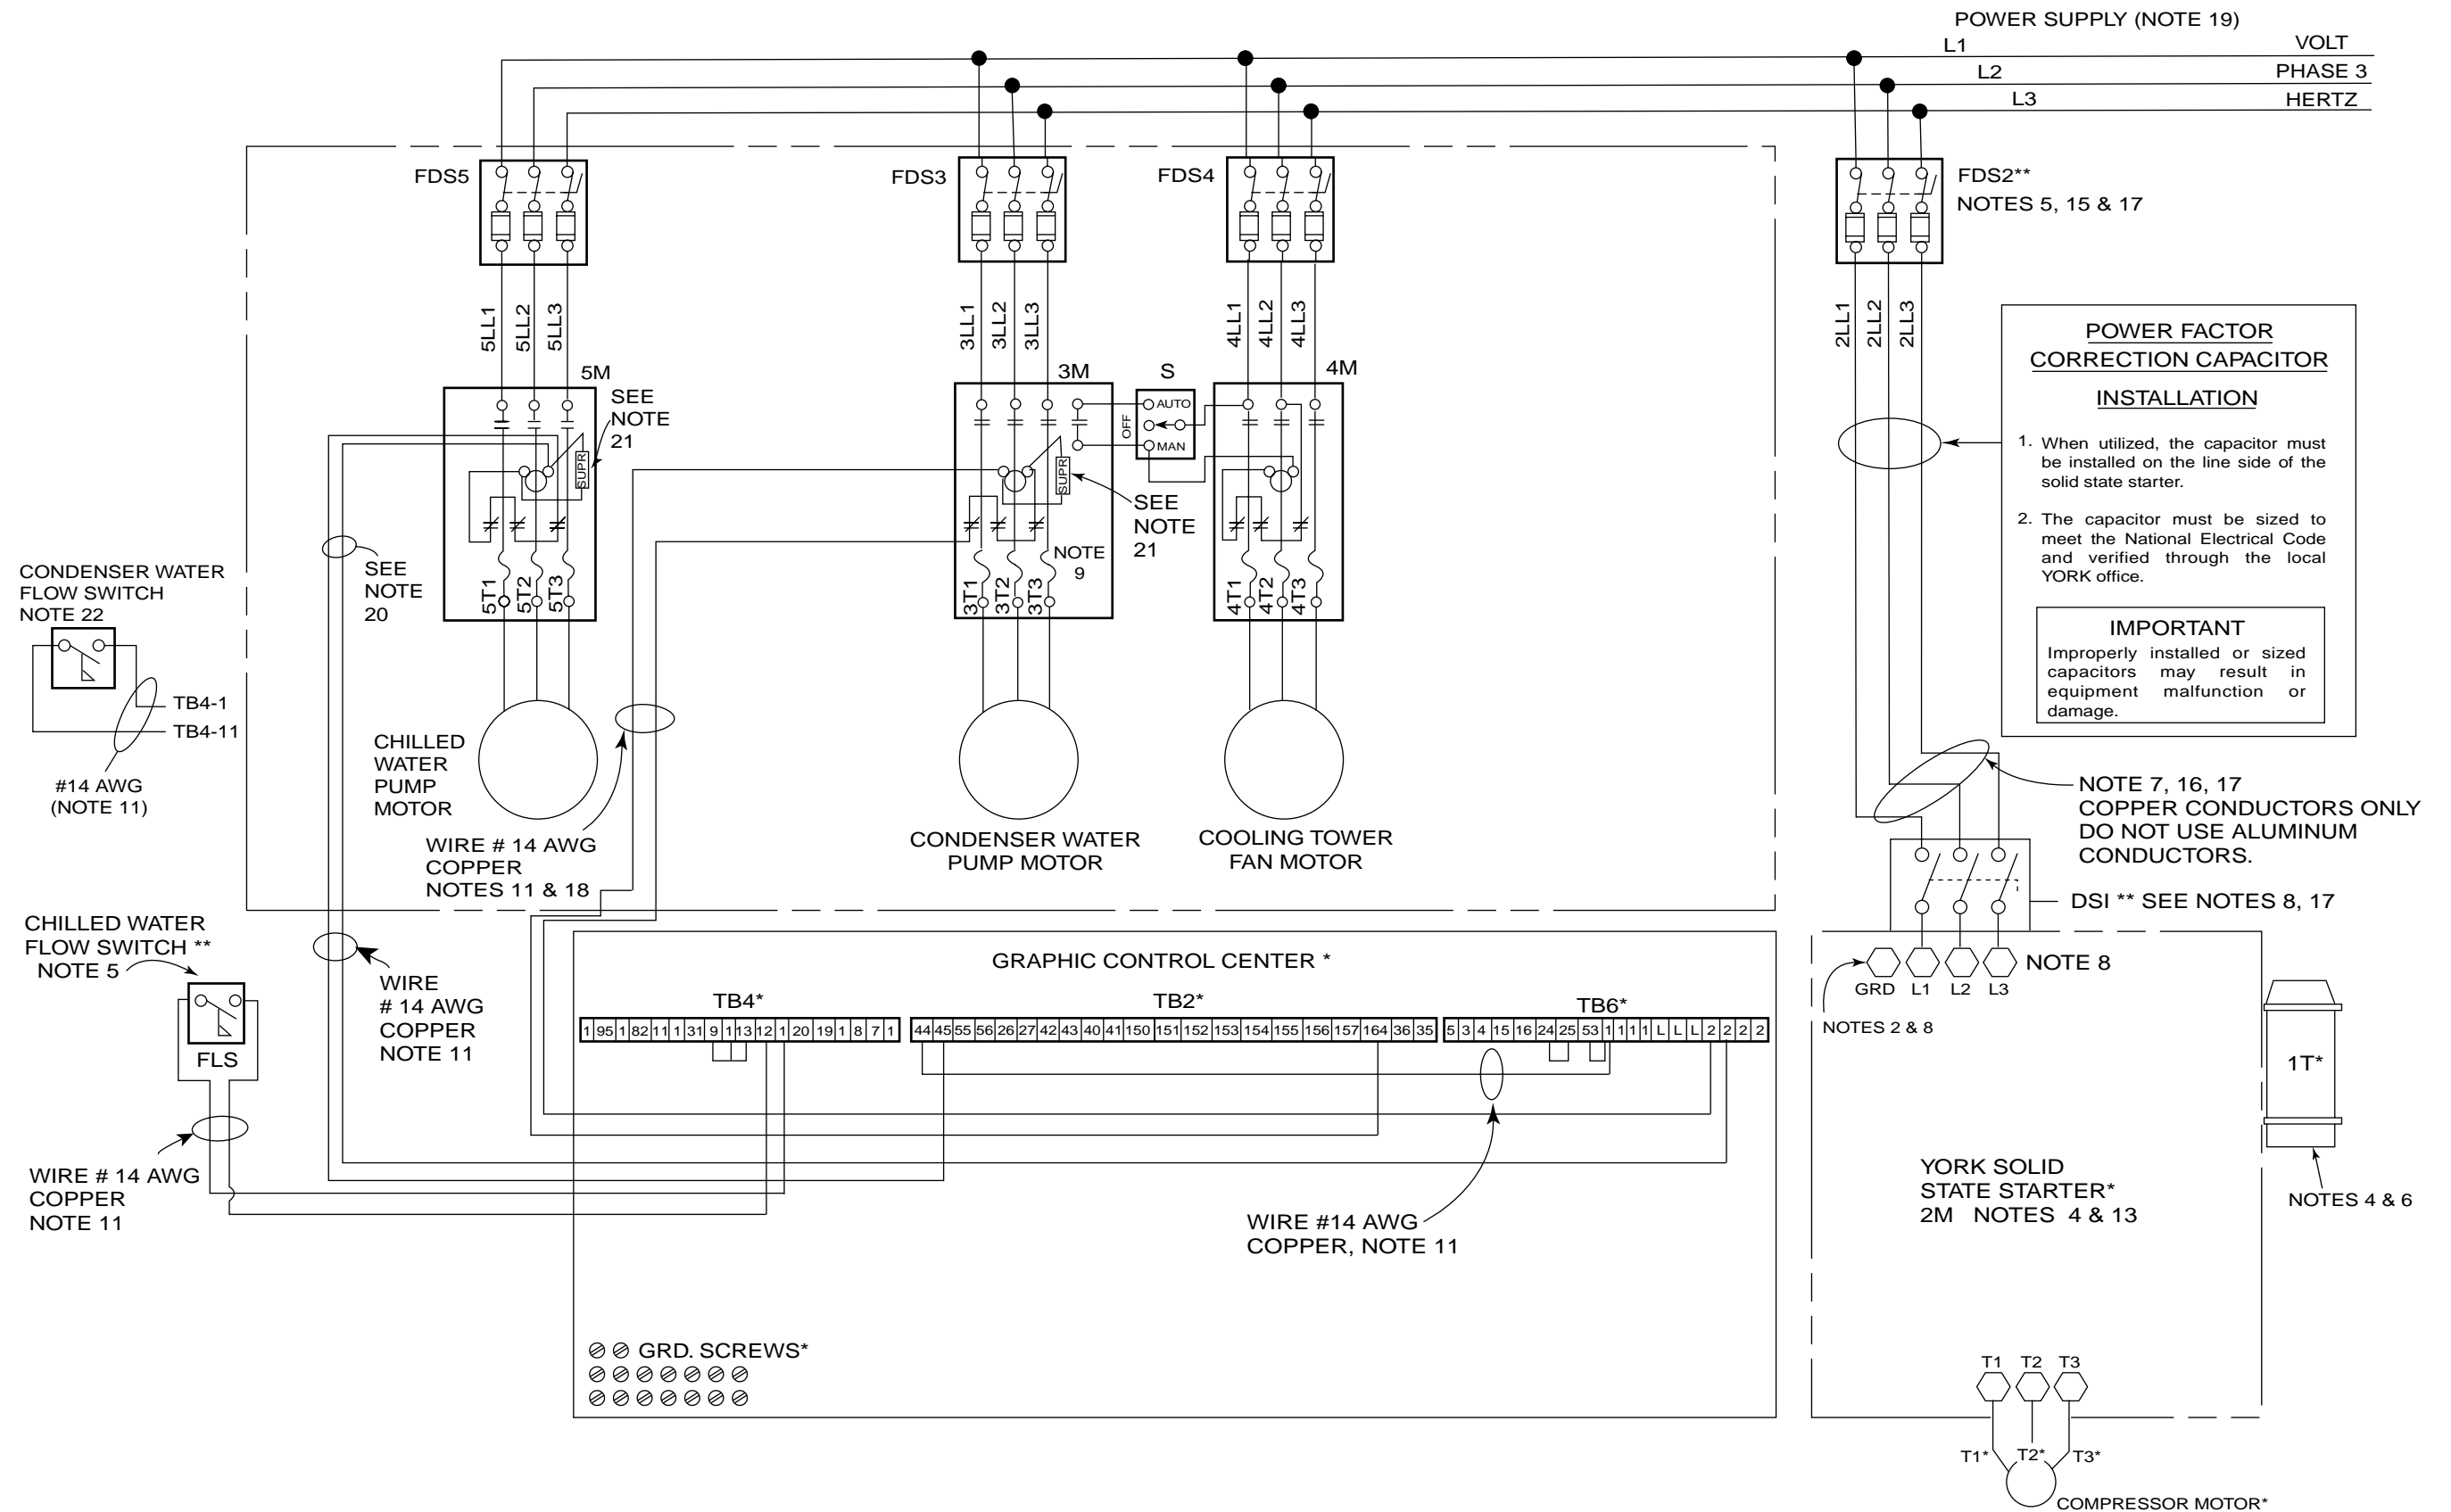 POWER SUPPLY (NOTE 19)
L1
VOLT
L2
PHASE 3
L3
HERTZ
FDS5
FDS3
FDS4
FDS2**
NOTES 5, 15 & 17
5LL1
5LL2
5LL3
3LL1
3LL2
3LL3
4LL1
4LL2
4LL3
2LL1
2LL2
2LL3
POWER FACTOR
CORRECTION CAPACITOR
INSTALLATION
1. When utilized, the capacitor must
be installed on the line side of the
solid state starter.
2. The capacitor must be sized to
meet the National Electrical Code
and verified through the local
YORK office.
IMPORTANT
Improperly installed or sized
capacitors may result in
equipment malfunction or
damage.
5M
SEE
NOTE
21
SUPR
3M
S
AUTO
OFF
MAN
4M
SUPR
SEE
NOTE
21
NOTE
9
5T1
5T2
5T3
3T1
3T2
3T3
4T1
4T2
4T3
SEE
NOTE
20
CONDENSER WATER
FLOW SWITCH
NOTE 22
TB4-1
TB4-11
#14 AWG
(NOTE 11)
CHILLED
WATER
PUMP
MOTOR
WIRE # 14 AWG
COPPER
NOTES 11 & 18
CONDENSER WATER
PUMP MOTOR
COOLING TOWER
FAN MOTOR
NOTE 7, 16, 17
COPPER CONDUCTORS ONLY
DO NOT USE ALUMINUM
CONDUCTORS.
DSI ** SEE NOTES 8, 17
CHILLED WATER
FLOW SWITCH **
NOTE 5
FLS
WIRE
# 14 AWG
COPPER
NOTE 11
WIRE # 14 AWG
COPPER
NOTE 11
GRAPHIC CONTROL CENTER *
TB4*
TB2*
TB6*
1 95 1 82 11 1 31 9 1 13 12 1 20 19 1 8 7 1
44 45 55 56 26 27 42 43 40 41 150 151 152 153 154 155 156 157 164 36 35
5 3 4 15 16 24 25 53 1 1 1 1 L L L 2 2 2 2
WIRE #14 AWG
COPPER, NOTE 11
GRD. SCREWS*
NOTE 8
GRD L1 L2 L3
NOTES 2 & 8
1T*
NOTES 4 & 6
YORK SOLID
STATE STARTER*
2M NOTES 4 & 13
T1 T2 T3
T1* T2* T3*
COMPRESSOR MOTOR*